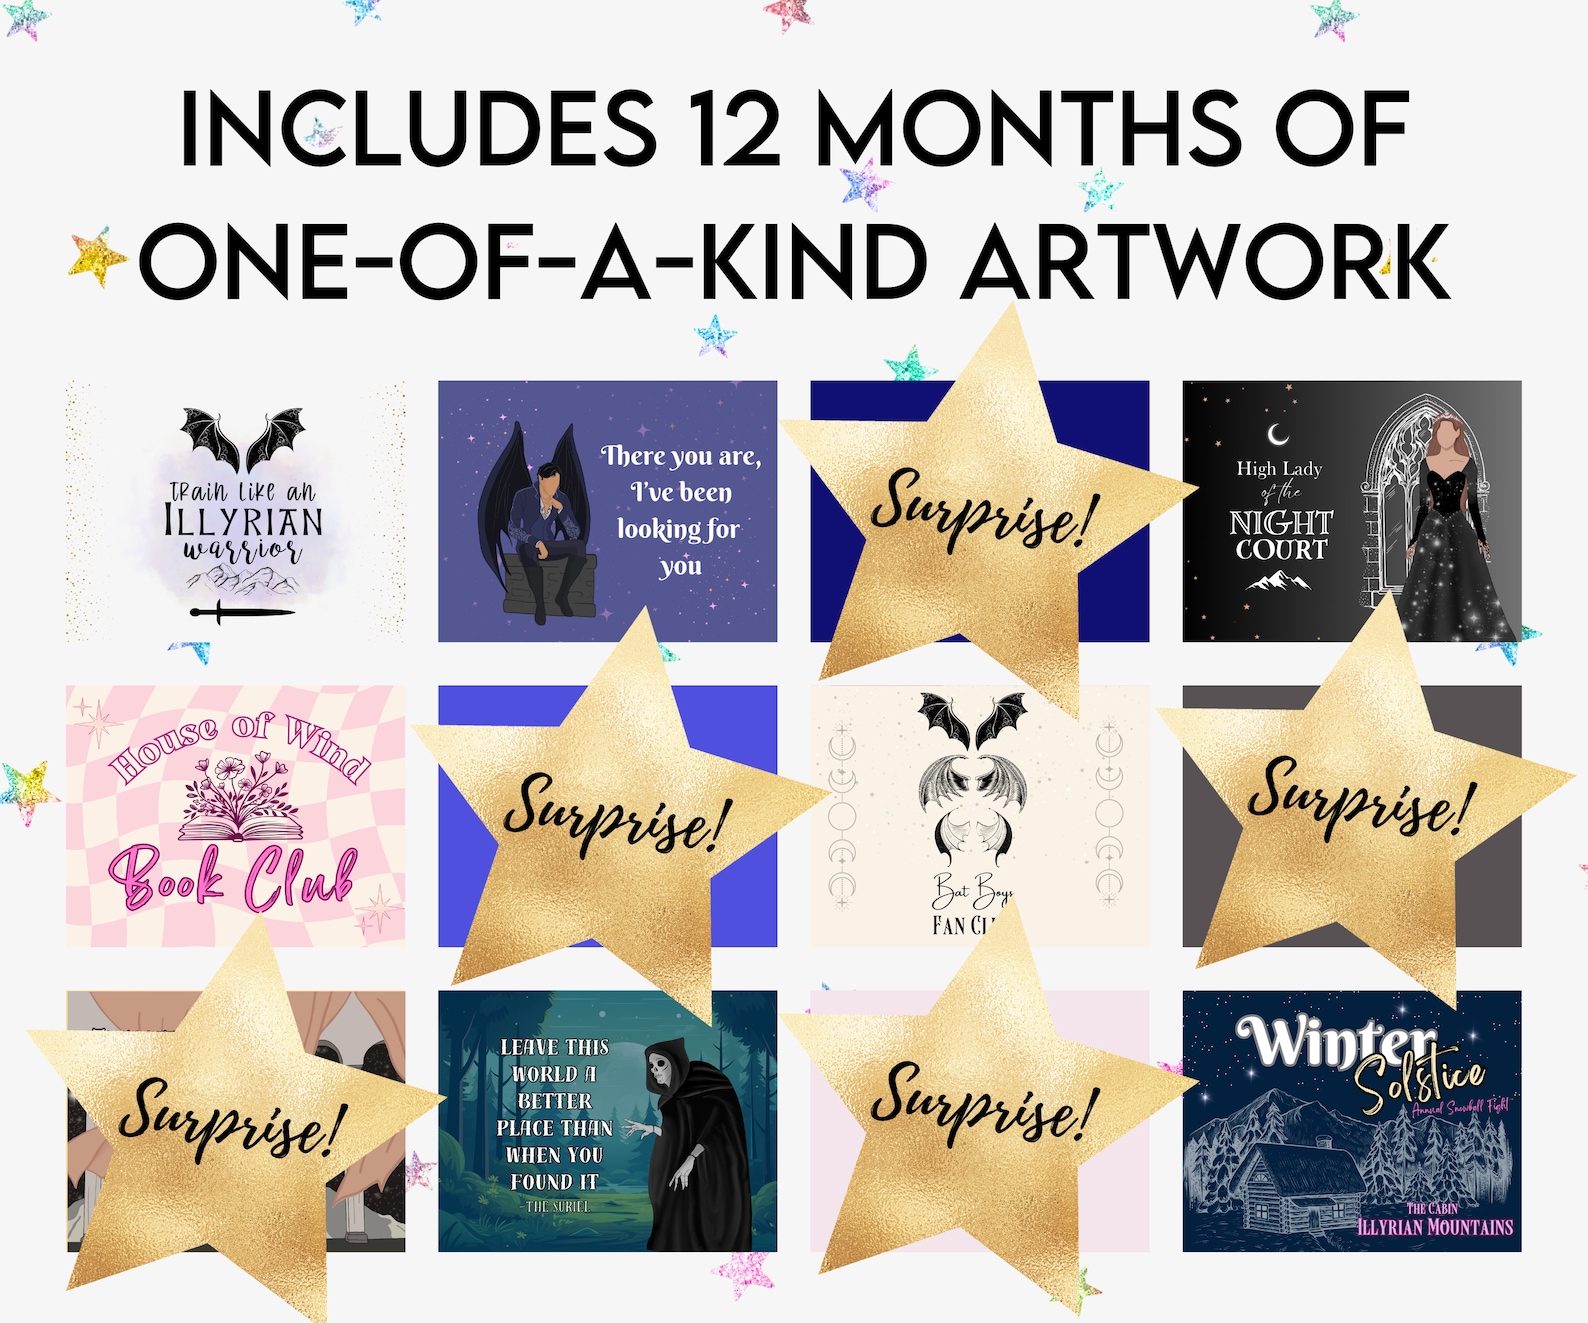 INCLUDES 12 MONTHS OF
ONE-OF-A-KIND ARTWORK
TRAIN LIKE AN
ILLYRIAN
WARRIOR
There you are,
I've been
looking for
you
Surprise!
High Lady
of the
NIGHT
COURT
House of Wind
Book Club
Surprise!
Bat Boys
FAN CL
Surprise!
Surprise!
LEAVE THIS
WORLD A
BETTER
PLACE THAN
WHEN YOU
FOUND IT
-THE SURIEL
Surprise!
Winter
Solstice
Annual Snowball Fight
THE CABIN
ILLYRIAN MOUNTAINS